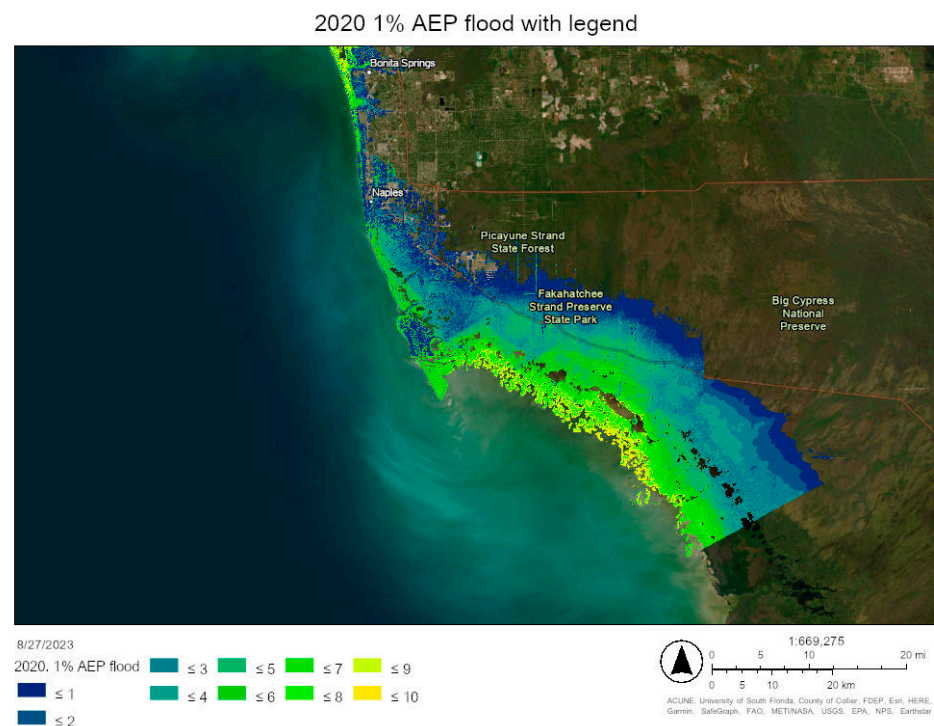 2020 1% AEP flood with legend
Bonita Springs
Naples
Picayune Strand
State Forest
Fakahatchee
Strand Preserve
State Park
Big Cypress
National
Preserve
8/27/2023
2020. 1% AEP flood
≤ 1
≤ 2
≤ 3
≤ 4
≤ 5
≤ 6
≤ 7
≤ 8
≤ 9
≤ 10
1:669,275
0 5 10 20 mi
0 5 10 20 km
ACUNE, University of South Florida, County of Collier, FDEP, Esri, HERE,
Garmin, SafeGraph, FAO, METI/NASA, USGS, EPA, NPS, Earthstar